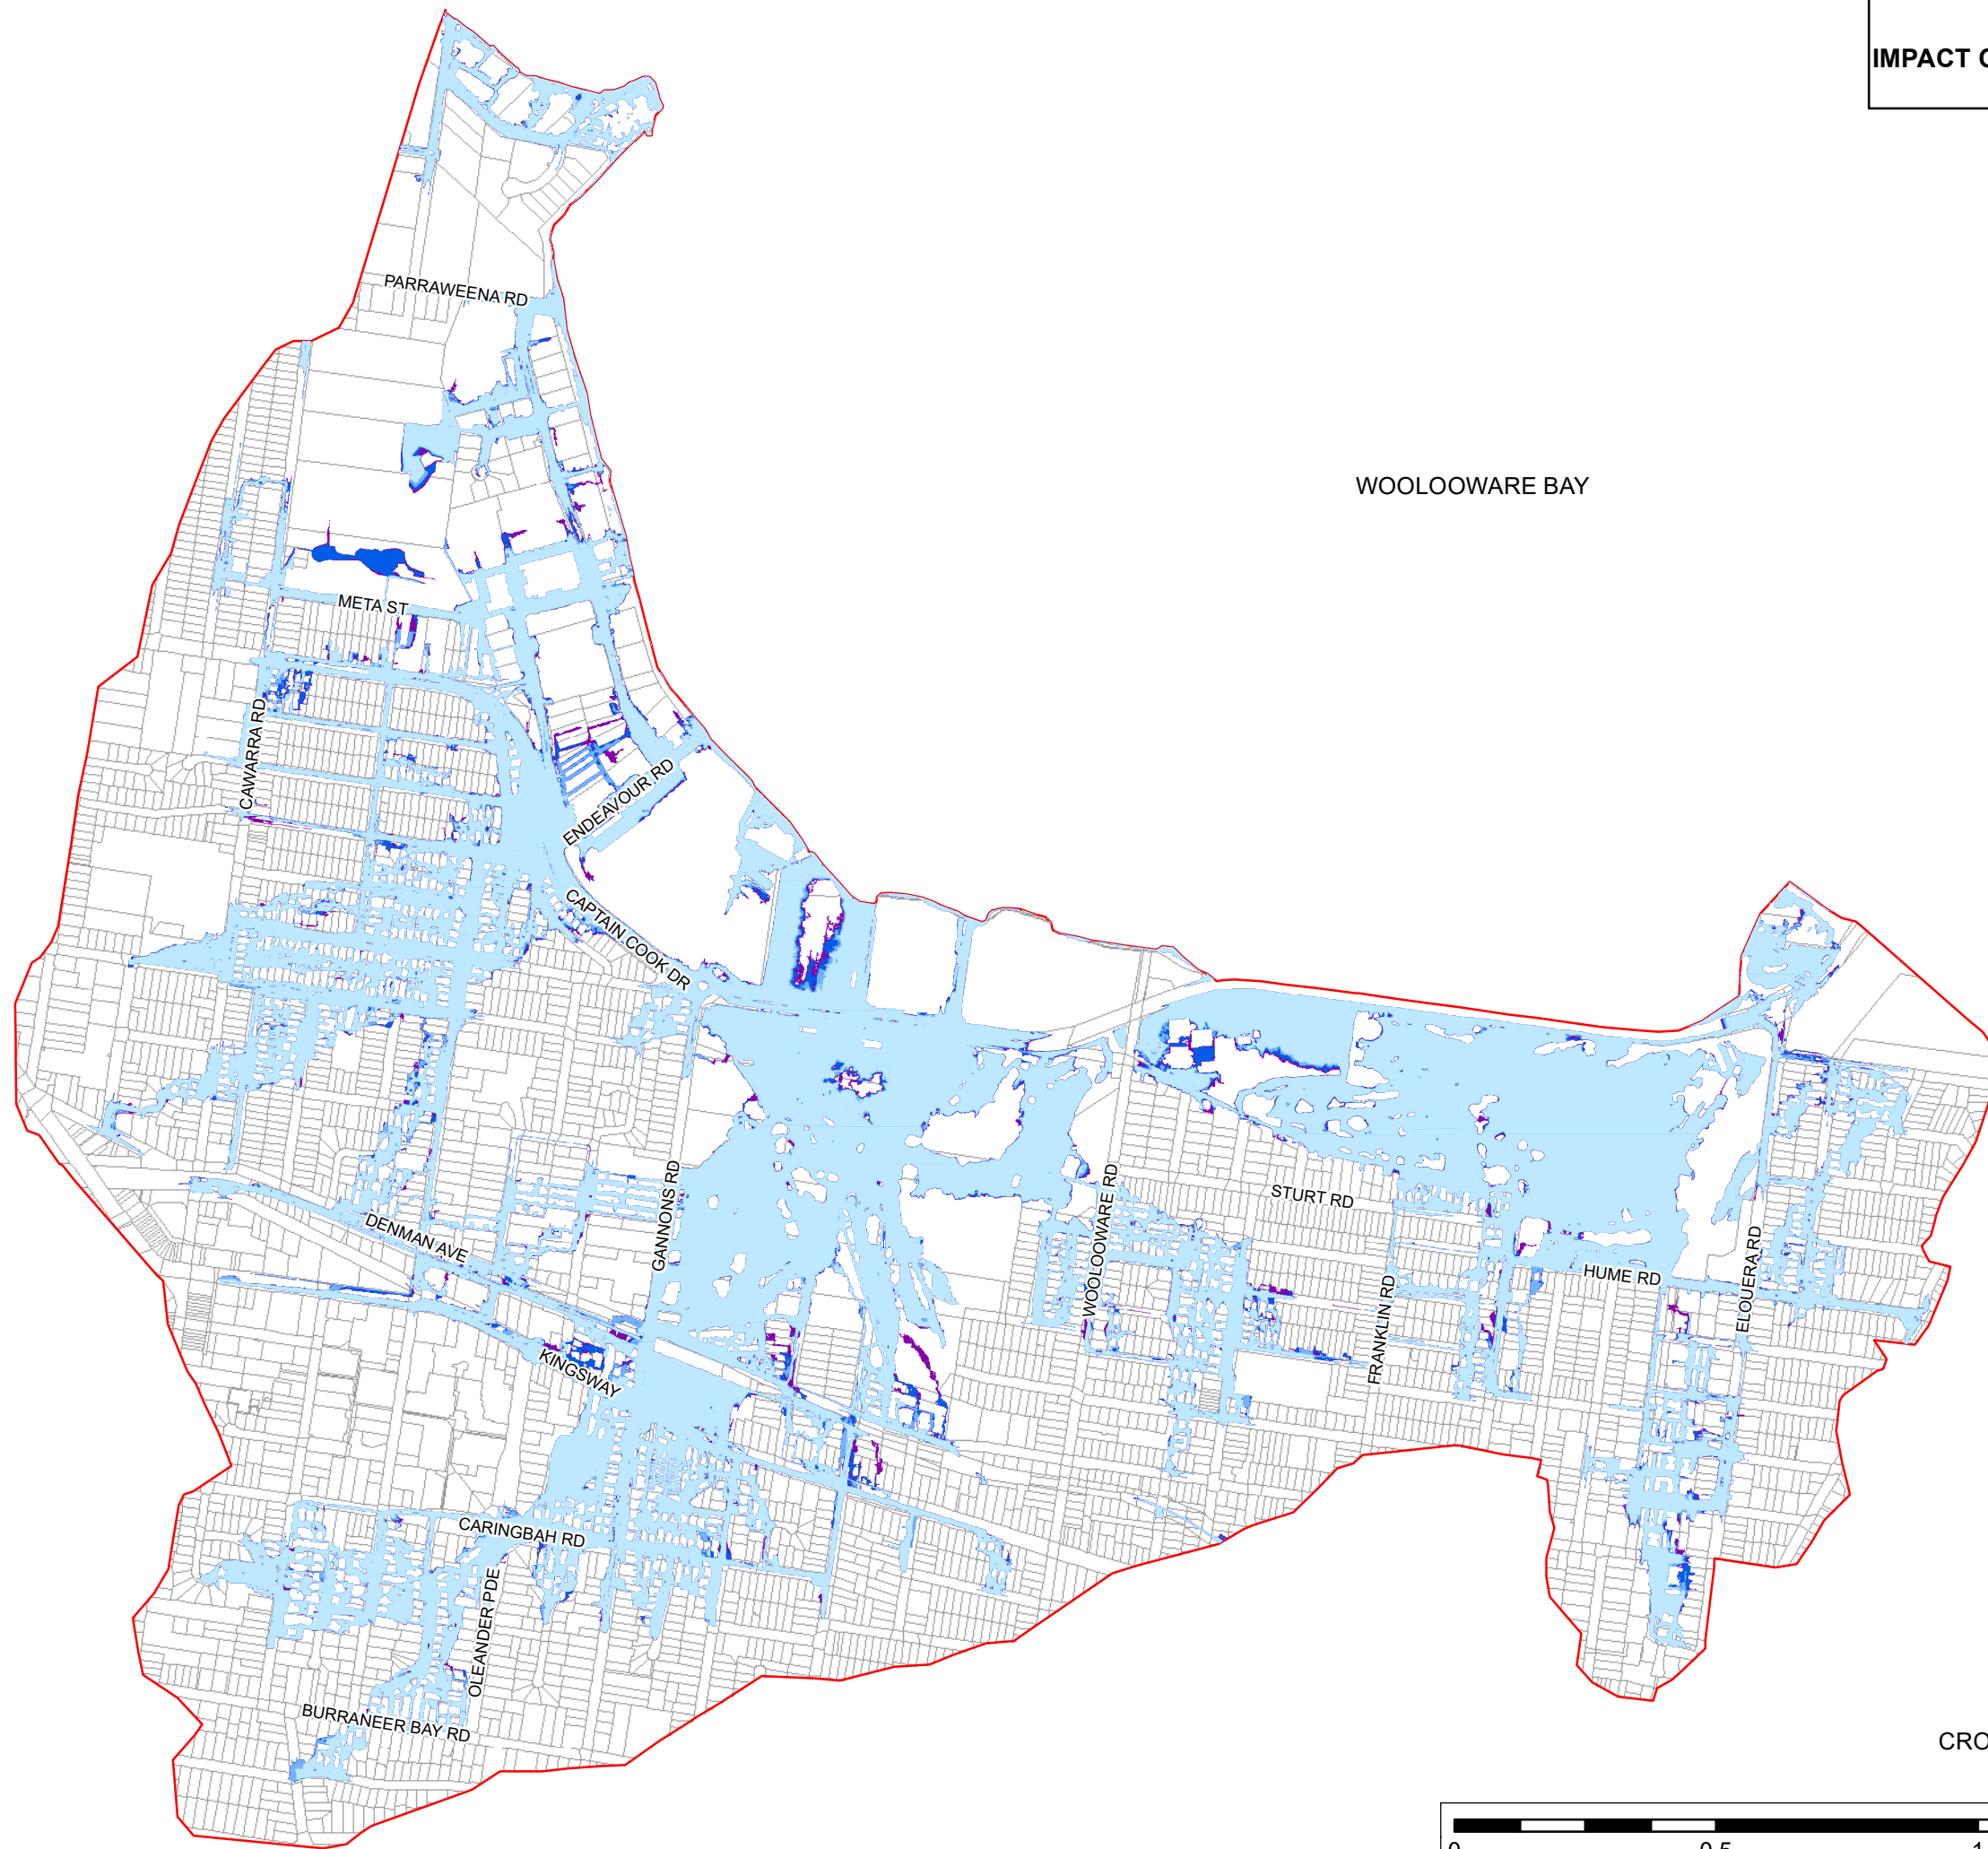 IMPACT
PARRAWEENA RD
WOOLOOWARE BAY
META ST
CAWARRA RD
ENDEAVOUR RD
CAPTAIN COOK DR
STURT RD
GANNONS RD
WOOLOOWARE RD
DENMAN AVE
HUME RD
ELOUERA RD
FRANKLIN RD
KINGSWAY
CARINGBAH RD
OLEANDER PDE
BURRANEER BAY RD
0 0.5 1